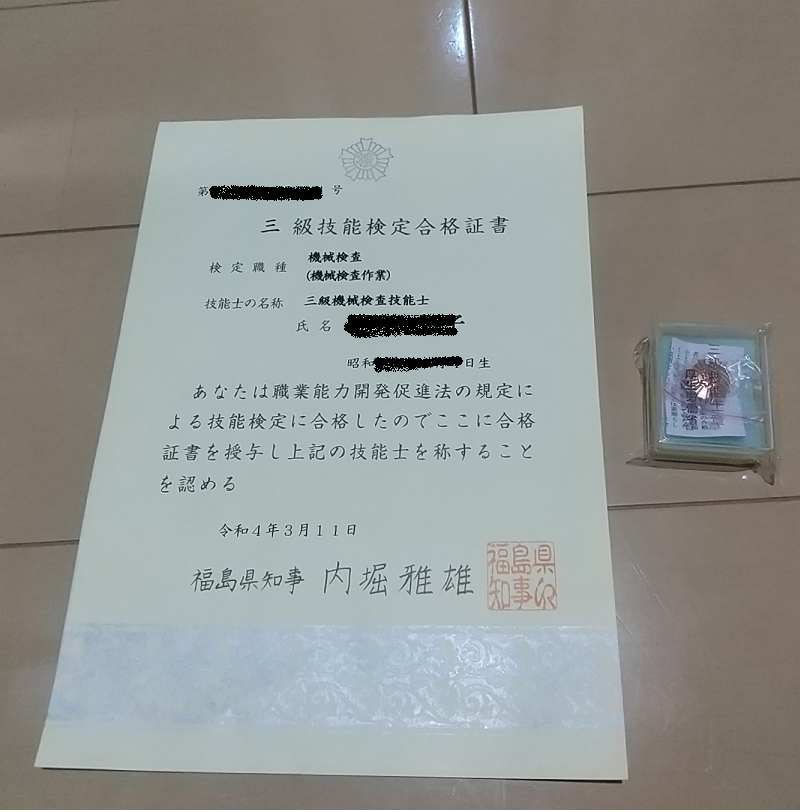 第 号
三級技能検定合格証書
検定職種 機械検査
(機械検査作業)
技能士の名称 三級機械検査技能士
氏名
昭和 日生
あなたは職業能力開発促進法の規定に
よる技能検定に合格したのでここに合格
証書を授与し上記の技能士を称すること
を認める
令和4年3月11日
福島県知事 内堀雅雄
福島県
知事印